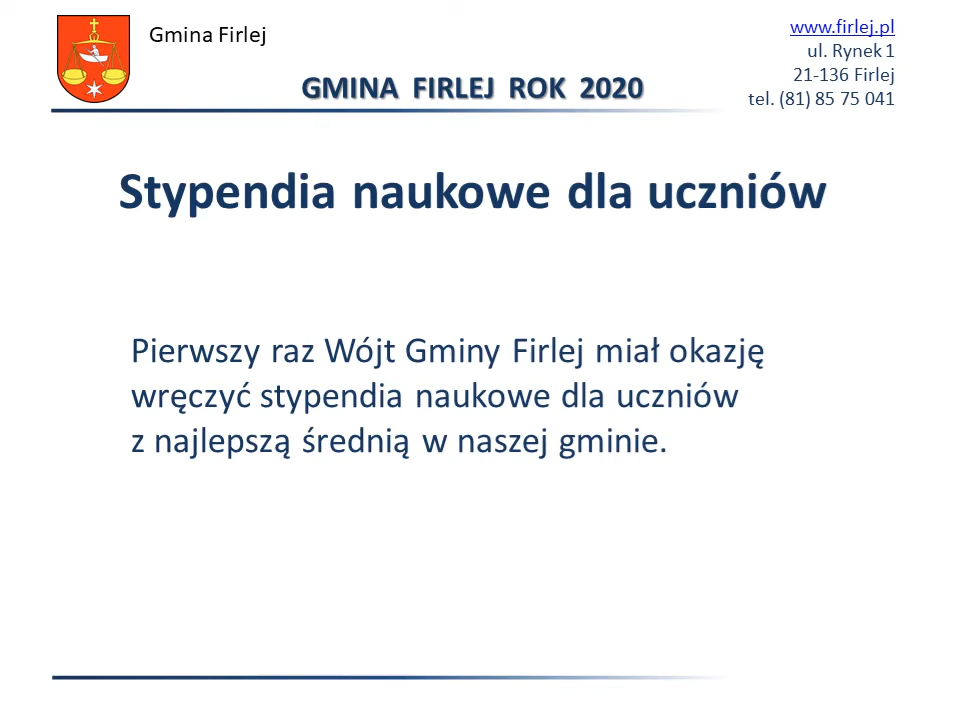 Gmina Firlej
www.firlej.pl
ul. Rynek 1
21-136 Firlej
tel. (81) 85 75 041
GMINA FIRLEJ ROK 2020
Stypendia naukowe dla uczniów
Pierwszy raz Wójt Gminy Firlej miał okazję
wręczyć stypendia naukowe dla uczniów
z najlepszą średnią w naszej gminie.